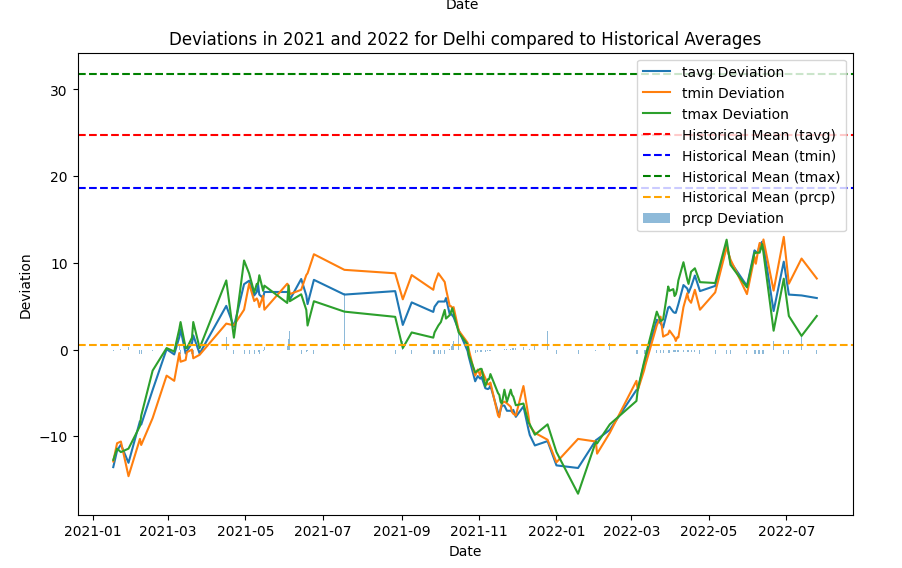 Date
Deviations in 2021 and 2022 for Delhi compared to Historical Averages
tavg Deviation
tmin Deviation
tmax Deviation
Historical Mean (tavg)
Historical Mean (tmin)
Historical Mean (tmax)
Historical Mean (prcp)
prcp Deviation
Deviation
30
20
10
0
−10
2021-01 2021-03 2021-05 2021-07 2021-09 2021-11 2022-01 2022-03 2022-05 2022-07
Date